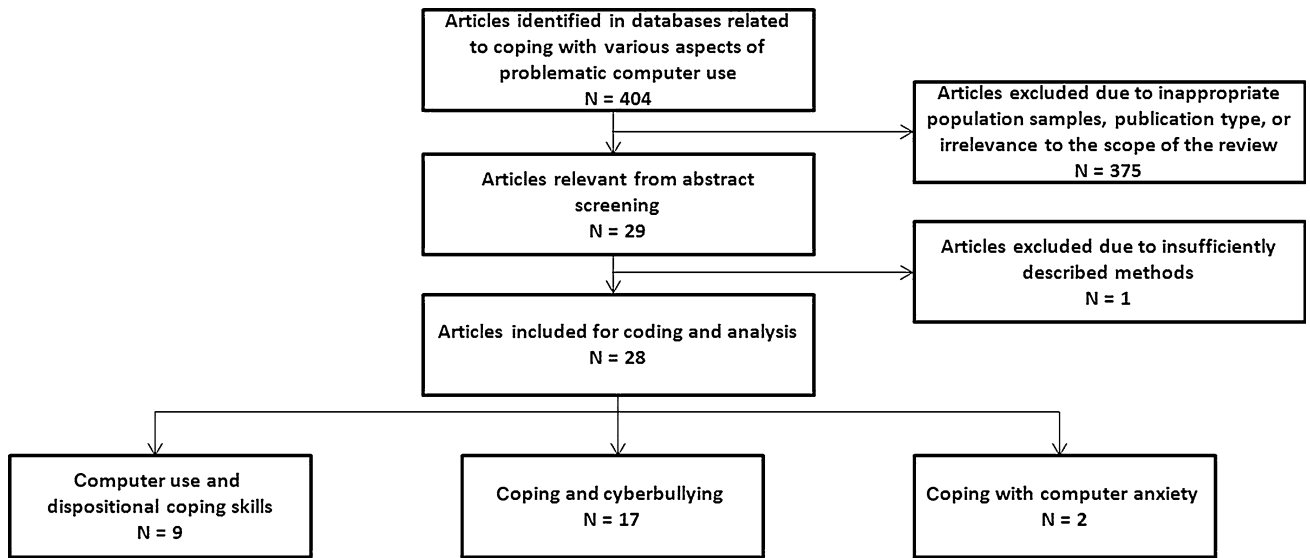 Articles identified in databases related
to coping with various aspects of
problematic computer use
N = 404
Articles excluded due to inappropriate
population samples, publication type, or
irrelevance to the scope of the review
N = 375
Articles relevant from abstract
screening
N = 29
Articles excluded due to insufficiently
described methods
N = 1
Articles included for coding and analysis
N = 28
Computer use and
dispositional coping skills
N = 9
Coping and cyberbullying
N = 17
Coping with computer anxiety
N = 2